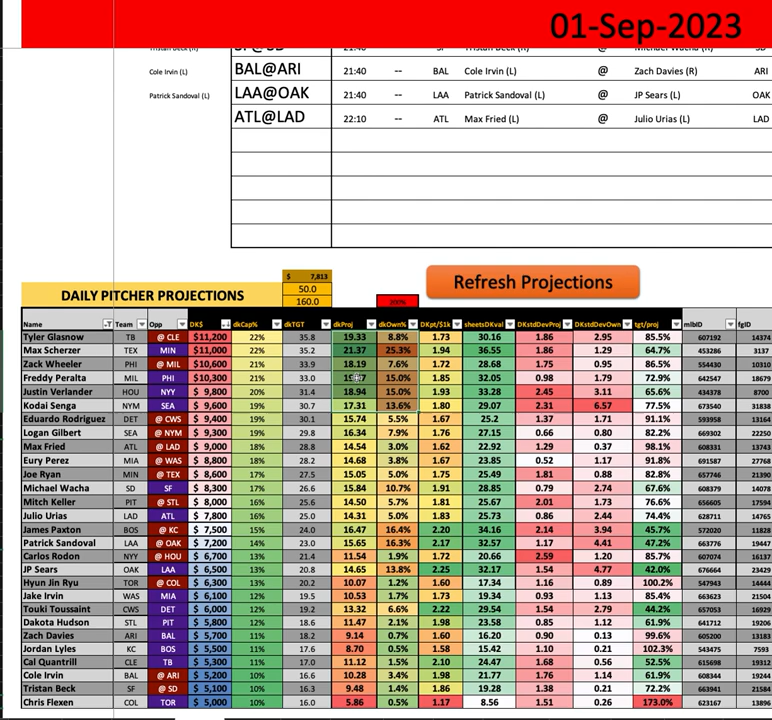 01-Sep-2023
Tristan Beck (R) SF@SD 21:40 -- SF Tristan Beck (R) @ Michael Wacha (R) SD
Cole Irvin (L) BAL@ARI 21:40 -- BAL Cole Irvin (L) @ Zach Davies (R) ARI
Patrick Sandoval (L) LAA@OAK 21:40 -- LAA Patrick Sandoval (L) @ JP Sears (L) OAK
ATL@LAD 22:10 -- ATL Max Fried (L) @ Julio Urias (L) LAD
$ 7,813
Refresh Projections
DAILY PITCHER PROJECTIONS 50.0
160.0 200%
Name Team Opp DK$ dkCap% dkTGT dkProj dkOwn% DKpt/$1k sheetsDKval DKstdDevProj DKstdDevOwn tgt/proj mlbID fgID
Tyler Glasnow TB @ CLE $11,200 22% 35.8 19.33 8.8% 1.73 30.16 1.86 2.95 85.5% 607192 14374
Max Scherzer TEX MIN $11,000 22% 35.2 21.37 25.3% 1.94 36.55 1.86 1.29 64.7% 453286 3137
Zack Wheeler PHI @ MIL $10,600 21% 33.9 18.19 7.6% 1.72 28.68 1.75 0.95 86.5% 554430 10310
Freddy Peralta MIL PHI $10,300 21% 33.0 15.0% 1.85 32.05 0.98 1.79 72.9% 642547 18679
Justin Verlander HOU NYY $ 9,800 20% 31.4 18.94 15.0% 1.93 33.28 2.45 3.11 65.6% 434378 8700
Kodai Senga NYM SEA $ 9,600 19% 30.7 17.31 13.6% 1.80 29.07 2.31 6.57 77.5% 673540 31838
Eduardo Rodriguez DET @ CWS $ 9,400 19% 30.1 15.74 5.5% 1.67 25.2 1.37 1.71 91.1% 593958 13164
Logan Gilbert SEA @ NYM $ 9,300 19% 29.8 16.34 7.9% 1.76 27.15 0.66 0.80 82.2% 669302 22250
Max Fried ATL @ LAD $ 9,000 18% 28.8 14.54 3.0% 1.62 22.92 1.29 0.37 98.1% 608331 13743
Eury Perez MIA @ WAS $ 8,800 18% 28.2 14.68 3.8% 1.67 23.85 0.52 1.17 91.8% 691587 27768
Joe Ryan MIN @ TEX $ 8,600 17% 27.5 15.05 5.0% 1.75 25.49 1.81 0.88 82.8% 657746 21390
Michael Wacha SD SF $ 8,300 17% 26.6 15.84 10.7% 1.91 28.85 0.79 2.74 67.6% 608379 14078
Mitch Keller PIT @ STL $ 8,000 16% 25.6 14.50 5.7% 1.81 25.67 2.01 1.73 76.6% 656605 17594
Julio Urias LAD ATL $ 7,800 16% 25.0 14.31 5.0% 1.83 25.73 0.86 2.44 74.4% 628711 14765
James Paxton BOS @ KC $ 7,500 15% 24.0 16.47 16.4% 2.20 34.16 2.14 3.94 45.7% 572020 11828
Patrick Sandoval LAA @ OAK $ 7,200 14% 23.0 15.65 16.3% 2.17 32.57 1.17 4.41 47.2% 663776 19447
Carlos Rodon NYY @ HOU $ 6,700 13% 21.4 11.54 1.9% 1.72 20.66 2.59 1.20 85.7% 607074 16137
JP Sears OAK LAA $ 6,500 13% 20.8 14.65 13.8% 2.25 32.17 1.54 4.77 42.0% 676664 23429
Hyun Jin Ryu TOR @ COL $ 6,300 13% 20.2 10.07 1.2% 1.60 17.34 1.16 0.89 100.2% 547943 14444
Jake Irvin WAS MIA $ 6,100 12% 19.5 10.53 1.7% 1.73 19.34 0.93 1.13 85.4% 663623 21504
Touki Toussaint CWS DET $ 6,000 12% 19.2 13.32 6.6% 2.22 29.54 1.54 2.79 44.2% 657053 16929
Dakota Hudson STL PIT $ 5,800 12% 18.6 11.47 2.1% 1.98 23.58 0.85 1.12 61.9% 641712 19206
Zach Davies ARI BAL $ 5,700 11% 18.2 9.14 0.7% 1.60 16.20 0.90 0.13 99.6% 605200 13183
Jordan Lyles KC BOS $ 5,500 11% 17.6 8.70 0.5% 1.58 15.42 1.10 0.21 102.3% 543475 7593
Cal Quantrill CLE TB $ 5,300 11% 17.0 11.12 1.5% 2.10 24.47 1.68 0.56 52.5% 615698 19312
Cole Irvin BAL @ ARI $ 5,200 10% 16.6 10.28 3.4% 1.98 21.77 1.76 1.14 61.9% 608344 19244
Tristan Beck SF @ SD $ 5,100 10% 16.3 9.48 1.4% 1.86 19.28 1.38 0.21 72.2% 663941 21584
Chris Flexen COL TOR $ 5,000 10% 16.0 5.86 0.5% 1.17 8.56 1.51 0.26 173.0% 623167 13896